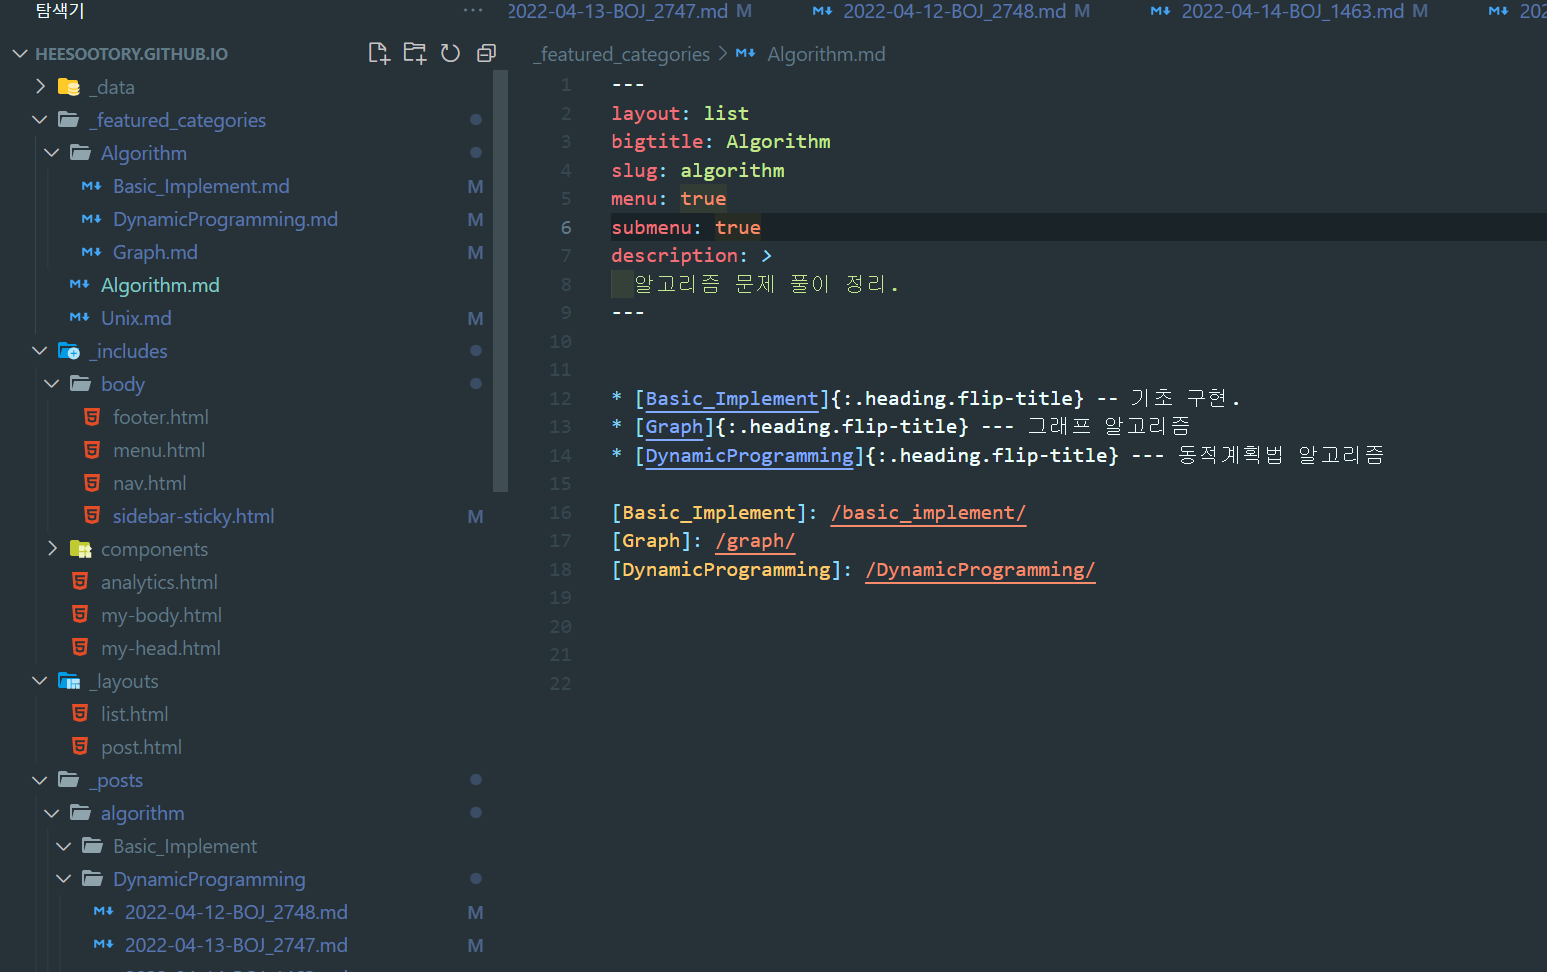 탐색기 ···
2022-04-13-BOJ_2747.md M 2022-04-12-BOJ_2748.md M 2022-04-14-BOJ_1463.md M 202
HEESOOTORY.GITHUB.IO
_data
_featured_categories
Algorithm
Basic_Implement.md M
DynamicProgramming.md M
Graph.md M
Algorithm.md
Unix.md M
_includes
body
footer.html
menu.html
nav.html
sidebar-sticky.html M
components
analytics.html
my-body.html
my-head.html
_layouts
list.html
post.html
_posts
algorithm
Basic_Implement
DynamicProgramming
2022-04-12-BOJ_2748.md M
2022-04-13-BOJ_2747.md M
_featured_categories > Algorithm.md
1 ---
2 layout: list
3 bigtitle: Algorithm
4 slug: algorithm
5 menu: true
6 submenu: true
7 description: >
8 알고리즘 문제 풀이 정리.
9 ---
10
11
12 * [Basic_Implement]{:.heading.flip-title} -- 기초 구현.
13 * [Graph]{:.heading.flip-title} --- 그래프 알고리즘
14 * [DynamicProgramming]{:.heading.flip-title} --- 동적계획법 알고리즘
15
16 [Basic_Implement]: /basic_implement/
17 [Graph]: /graph/
18 [DynamicProgramming]: /DynamicProgramming/
19
20
21
22